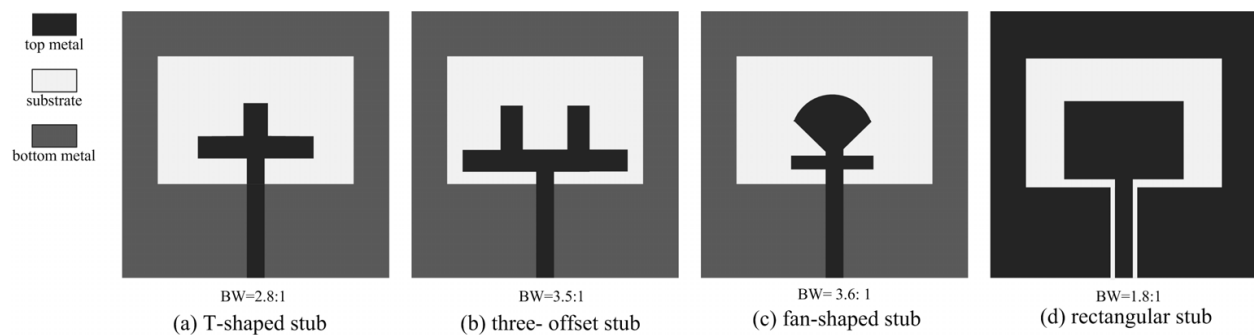 top metal
substrate
bottom metal
BW=2.8:1
(a) T-shaped stub
BW=3.5:1
(b) three- offset stub
BW= 3.6: 1
(c) fan-shaped stub
BW=1.8:1
(d) rectangular stub